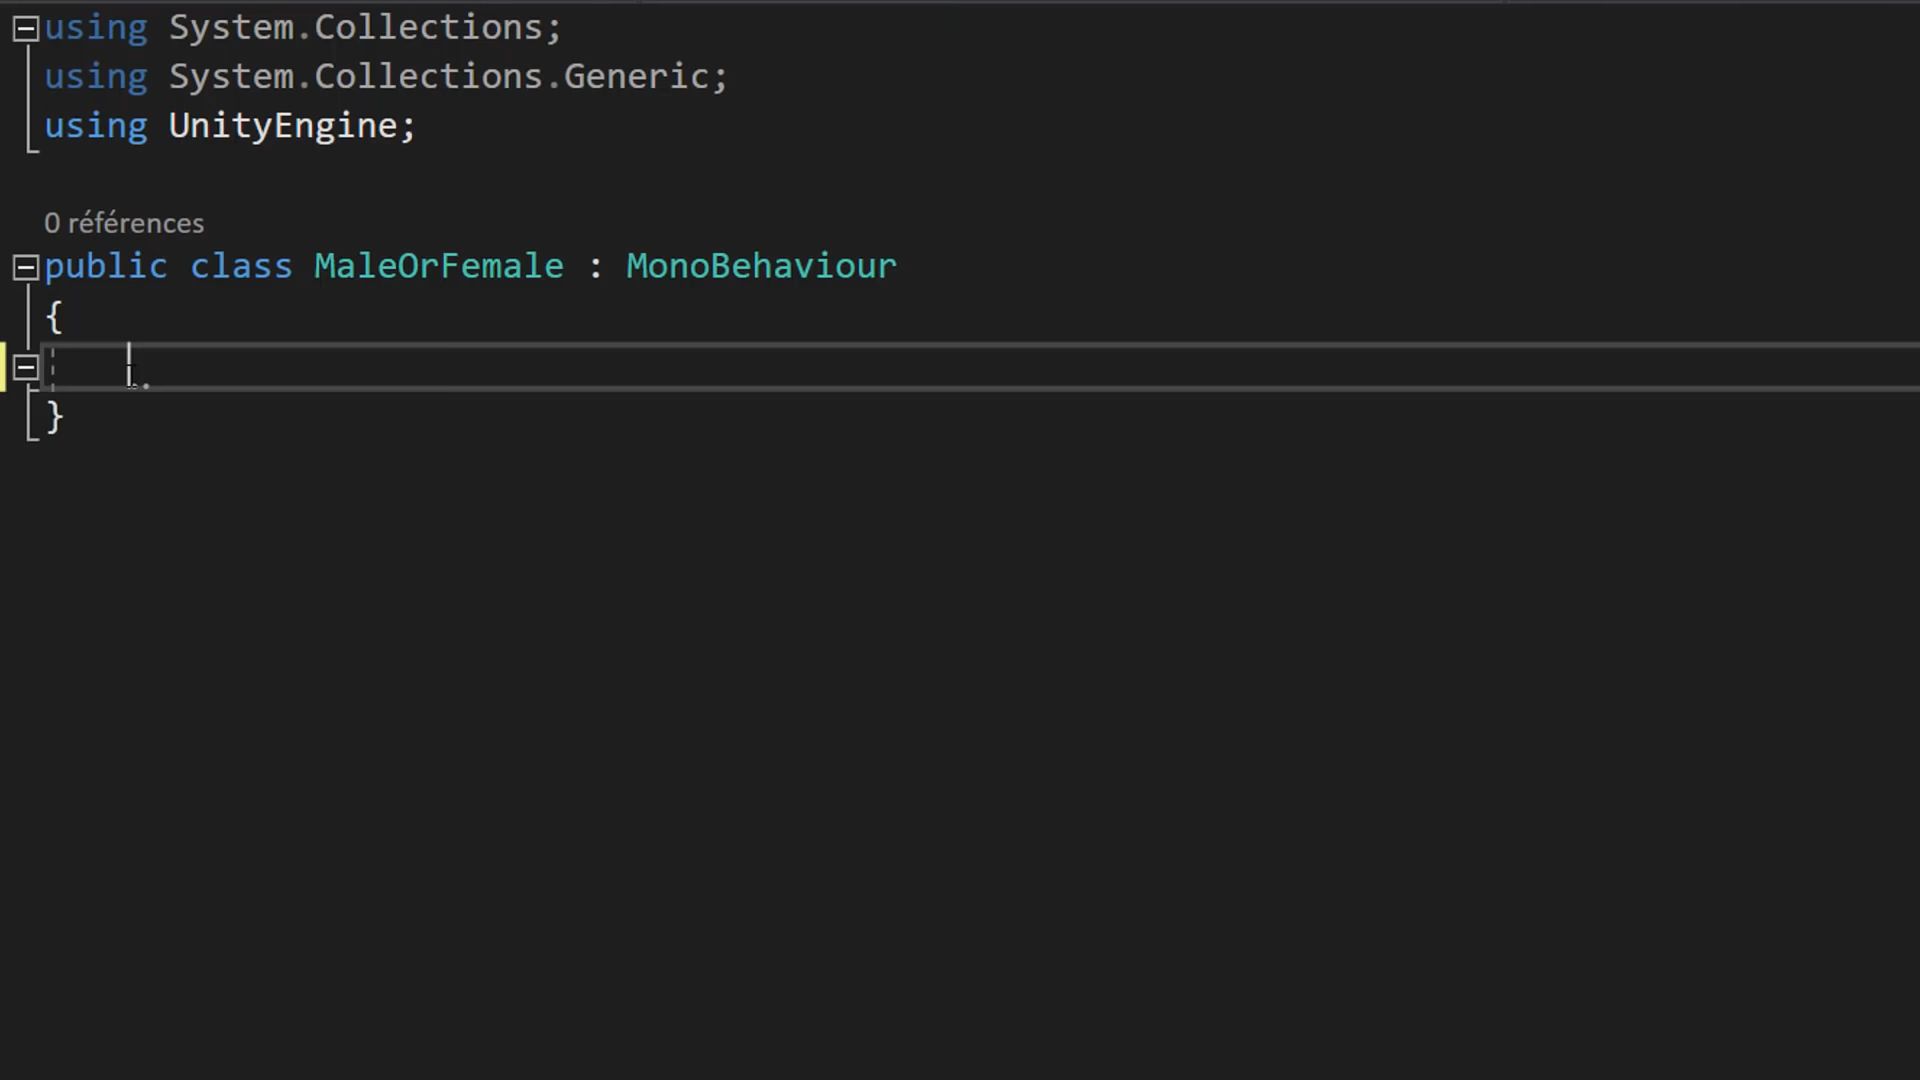 using System.Collections;
using System.Collections.Generic;
using UnityEngine;
0 références
public class MaleOrFemale : MonoBehaviour
{
}